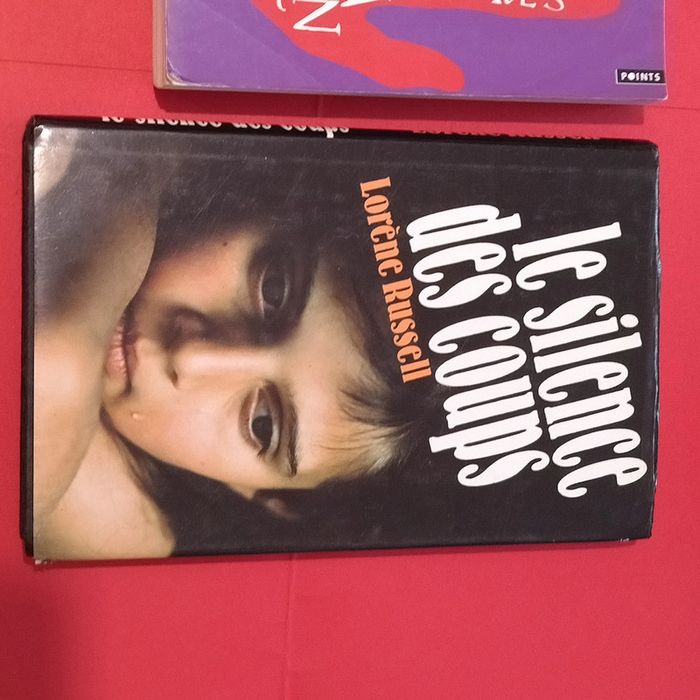 POINTS
le silence des coups
le silence
des coups
Lorène Russell